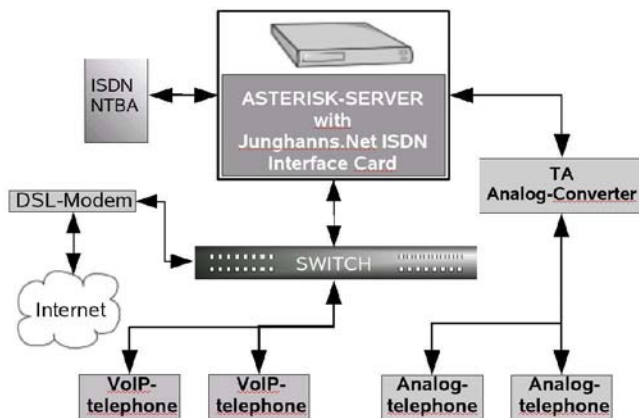 ISDN
NTBA
ASTERISK-SERVER
with
Junghanns.Net ISDN
Interface Card
TA
Analog-Converter
DSL-Modem
SWITCH
Internet
VoIP-
telephone
VoIP-
telephone
Analog-
telephone
Analog-
telephone